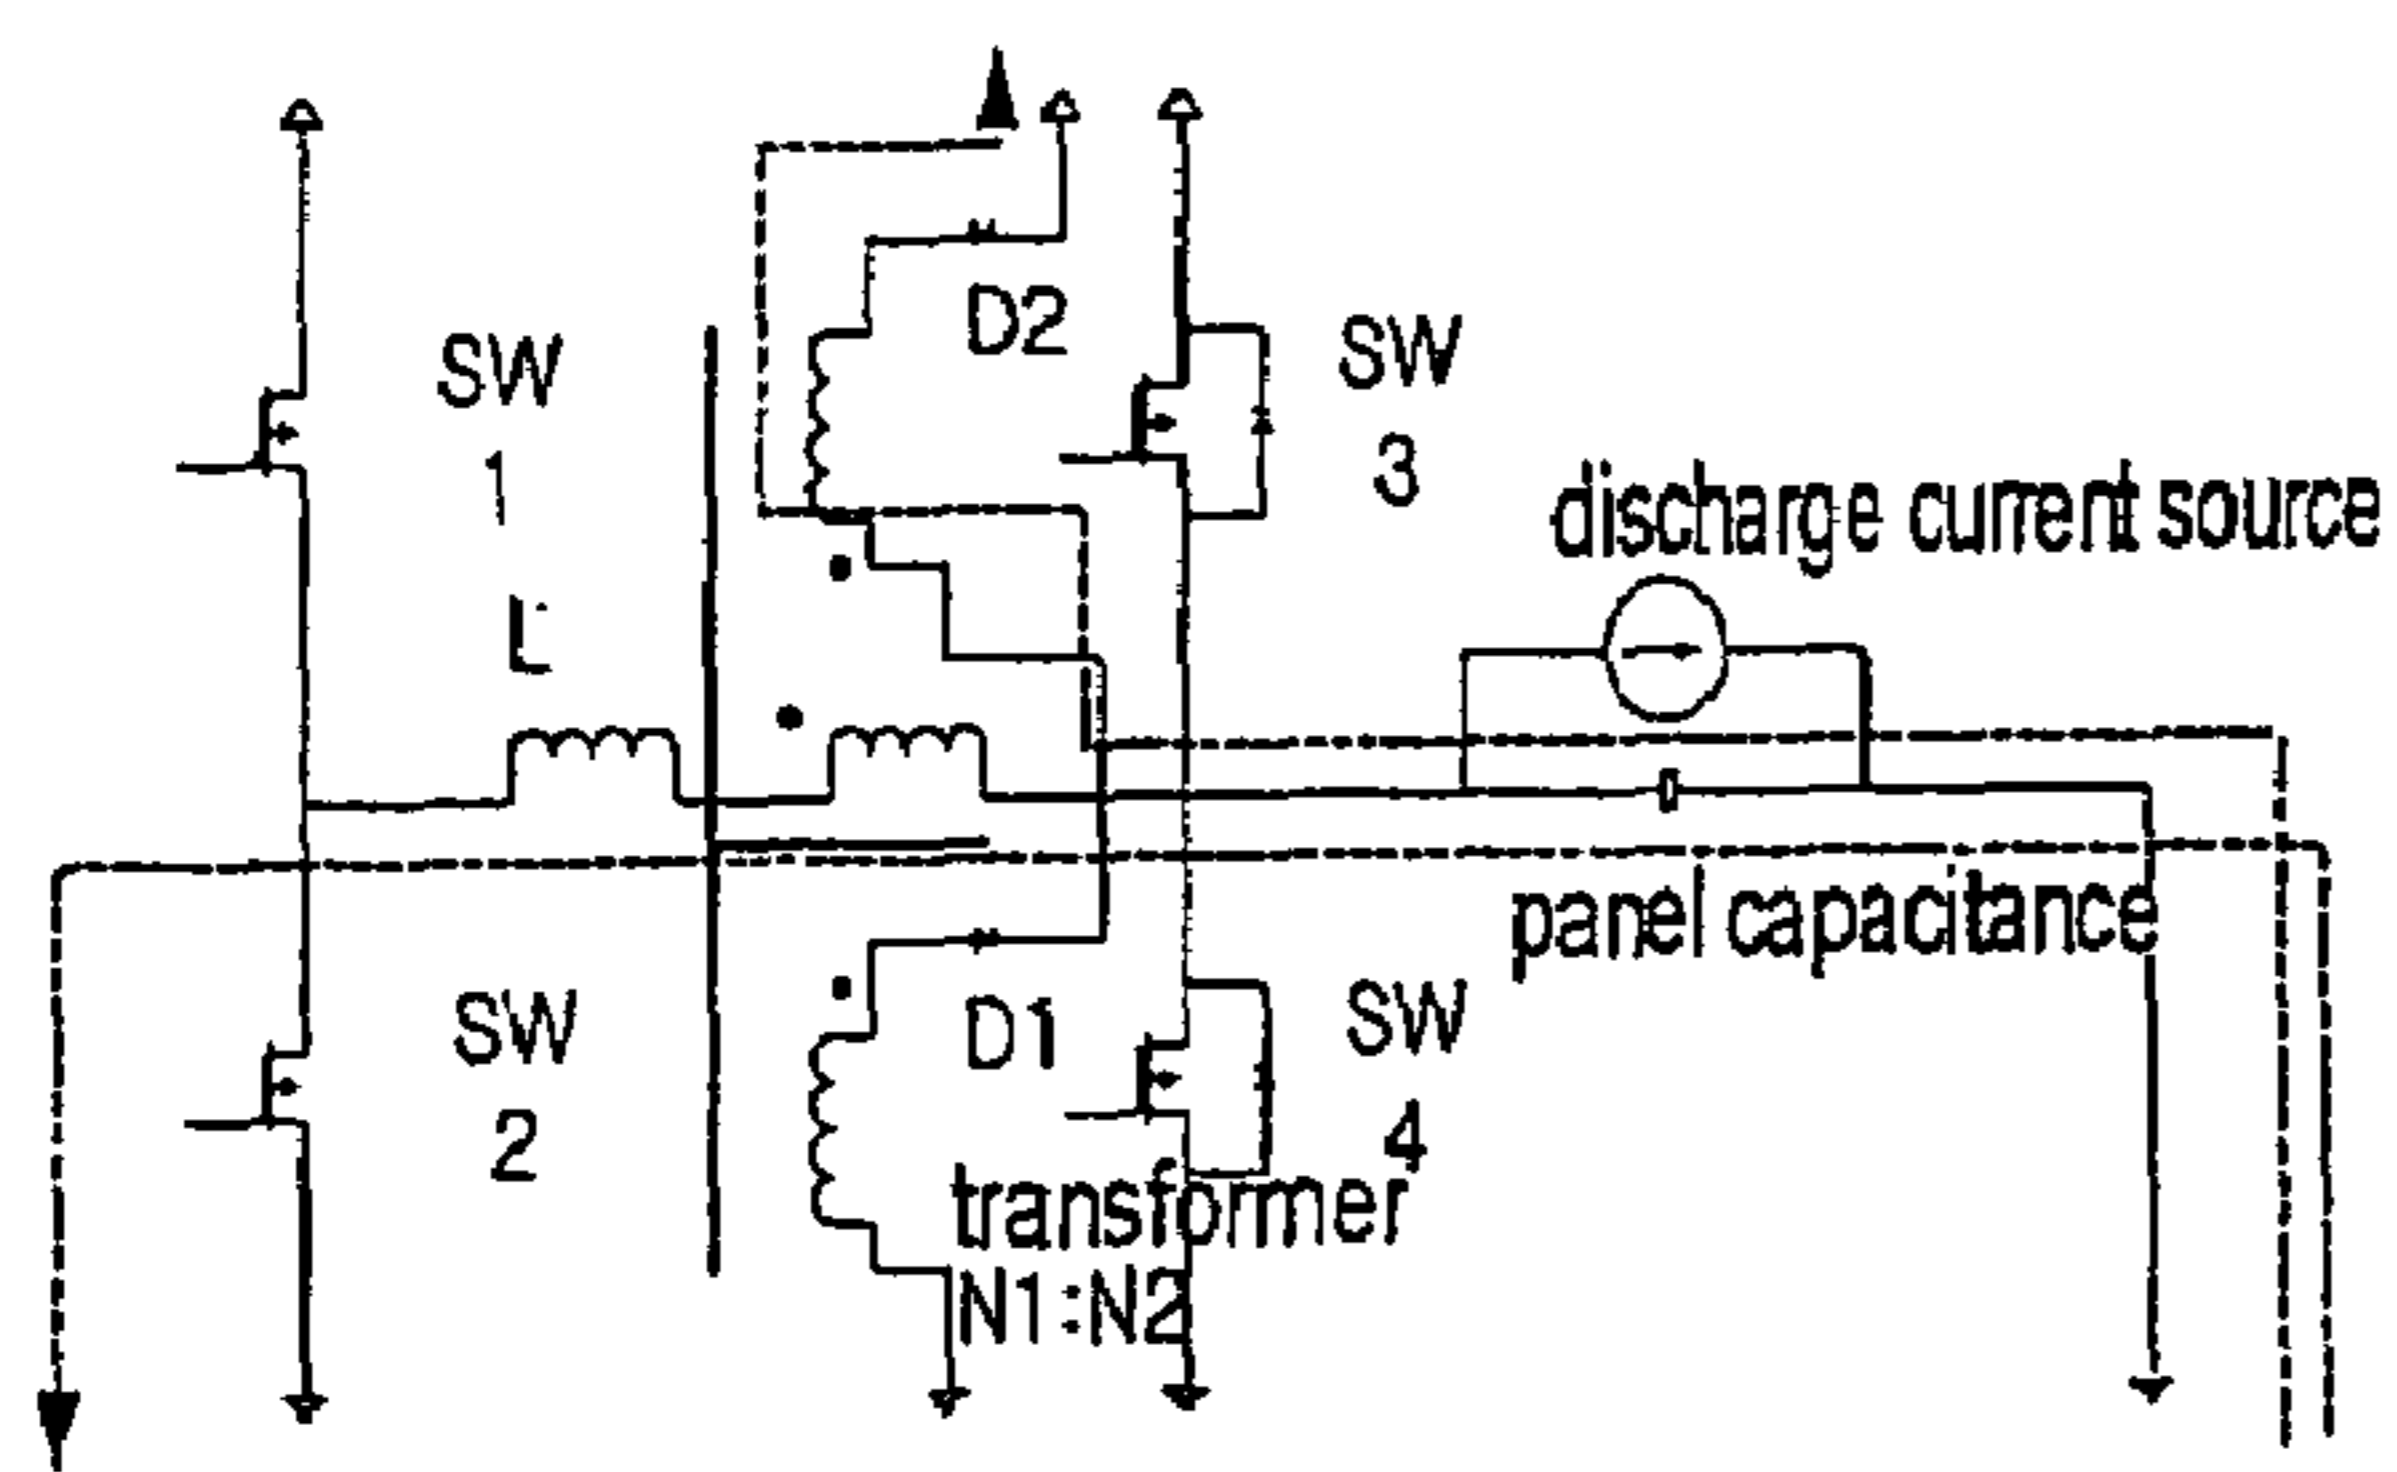 D2
SW
1
SW
3
discharge current source
L
panel capacitance
SW
2
D1
SW
4
transformer
N1:N2